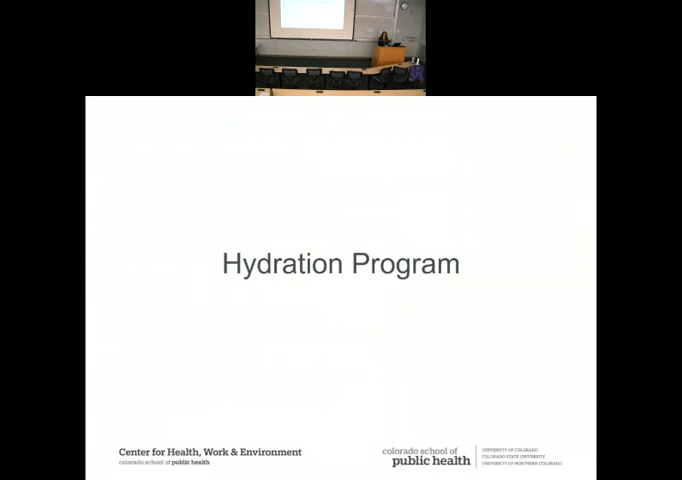 Hydration Program
Center for Health, Work & Environment
colorado school of public health
colorado school of
public health
UNIVERSITY OF COLORADO
COLORADO STATE UNIVERSITY
UNIVERSITY OF NORTHERN COLORADO